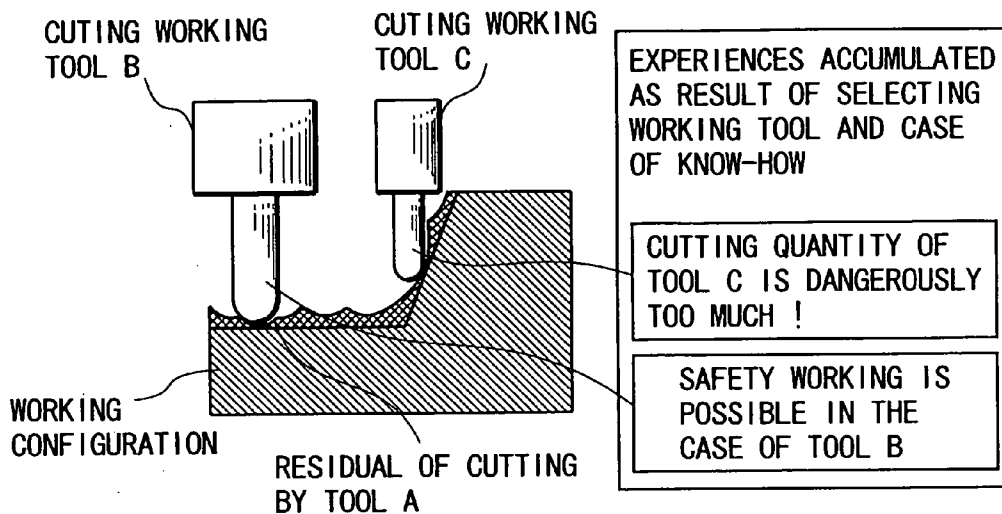 CUTING WORKING
TOOL B
CUTING WORKING
TOOL C
EXPERIENCES ACCUMULATED
AS RESULT OF SELECTING
WORKING TOOL AND CASE
OF KNOW-HOW
CUTTING QUANTITY OF
TOOL C IS DANGEROUSLY
TOO MUCH !
SAFETY WORKING IS
POSSIBLE IN THE
CASE OF TOOL B
WORKING
CONFIGURATION
RESIDUAL OF CUTTING
BY TOOL A